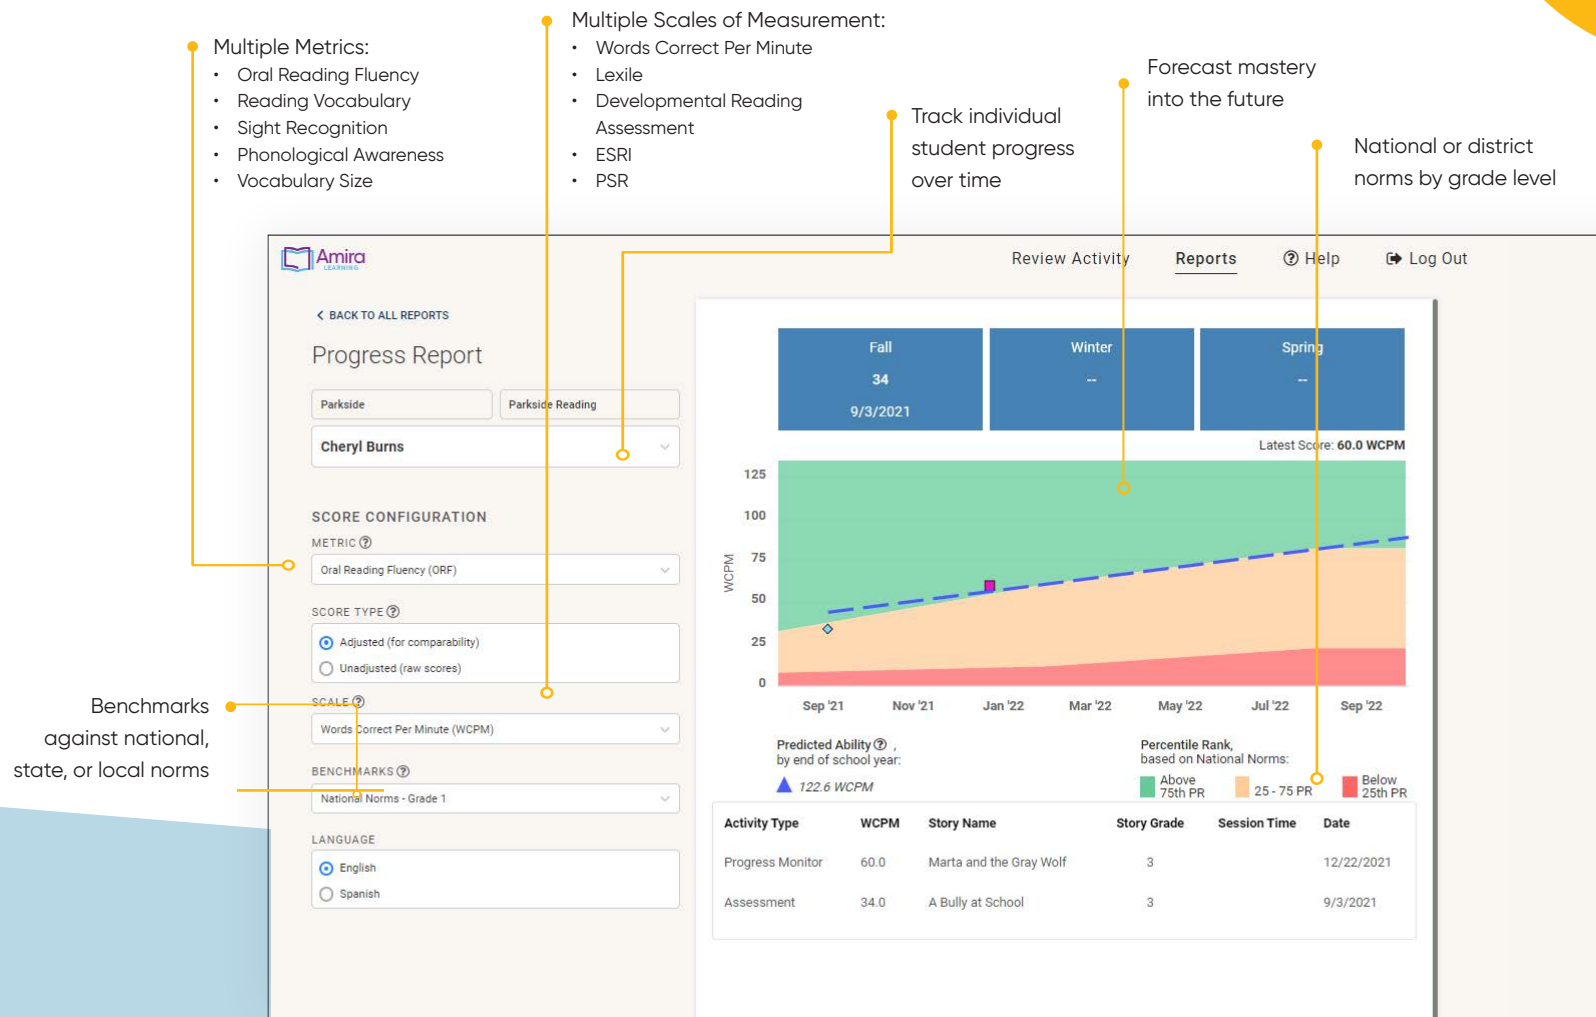 Multiple Metrics:
• Oral Reading Fluency
• Reading Vocabulary
• Sight Recognition
• Phonological Awareness
• Vocabulary Size
Multiple Scales of Measurement:
• Words Correct Per Minute
• Lexile
• Developmental Reading
Assessment
• ESRI
• PSR
Track individual
student progress
over time
Forecast mastery
into the future
National or district
norms by grade level
Benchmarks
against national,
state, or local norms
Amira
LEARNING
Review Activity
Reports
Help
Log Out
BACK TO ALL REPORTS
Progress Report
Parkside
Parkside Reading
Cheryl Burns
SCORE CONFIGURATION
METRIC
Oral Reading Fluency (ORF)
SCORE TYPE
Adjusted (for comparability)
Unadjusted (raw scores)
SCALE
Words Correct Per Minute (WCPM)
BENCHMARKS
National Norms - Grade 1
LANGUAGE
English
Spanish
Fall
34
9/3/2021
Winter
--
Spring
--
Latest Score: 60.0 WCPM
WCPM
125
100
75
50
25
0
Sep '21 Nov '21 Jan '22 Mar '22 May '22 Jul '22 Sep '22
Predicted Ability ,
by end of school year:
122.6 WCPM
Percentile Rank,
based on National Norms:
Above
75th PR
25 - 75 PR
Below
25th PR
Activity Type WCPM Story Name Story Grade Session Time Date
Progress Monitor 60.0 Marta and the Gray Wolf 3 12/22/2021
Assessment 34.0 A Bully at School 3 9/3/2021